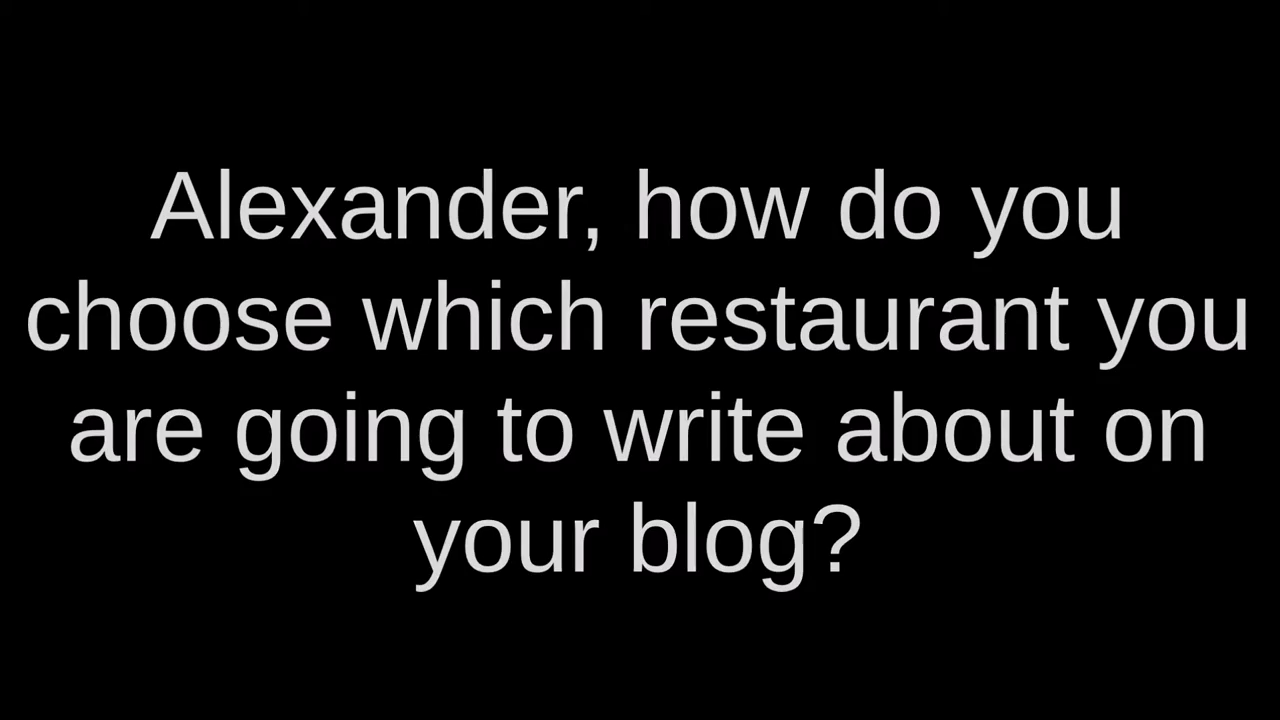 Alexander, how do you
choose which restaurant you
are going to write about on
your blog?